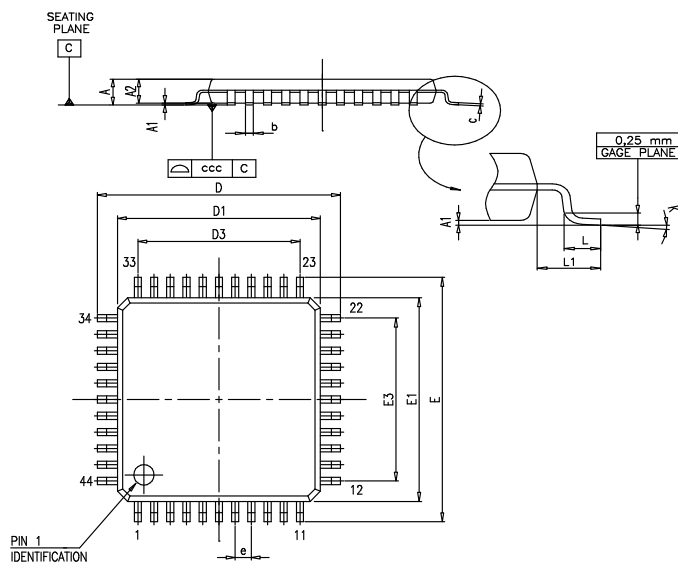 SEATING
PLANE
C
A
A2
A1
b
c
ccc C
0,25 mm
GAGE PLANE
A1
K
L
L1
D
D1
D3
33 23
34 22
E3
E1
E
44 12
1 11
e
PIN 1
IDENTIFICATION